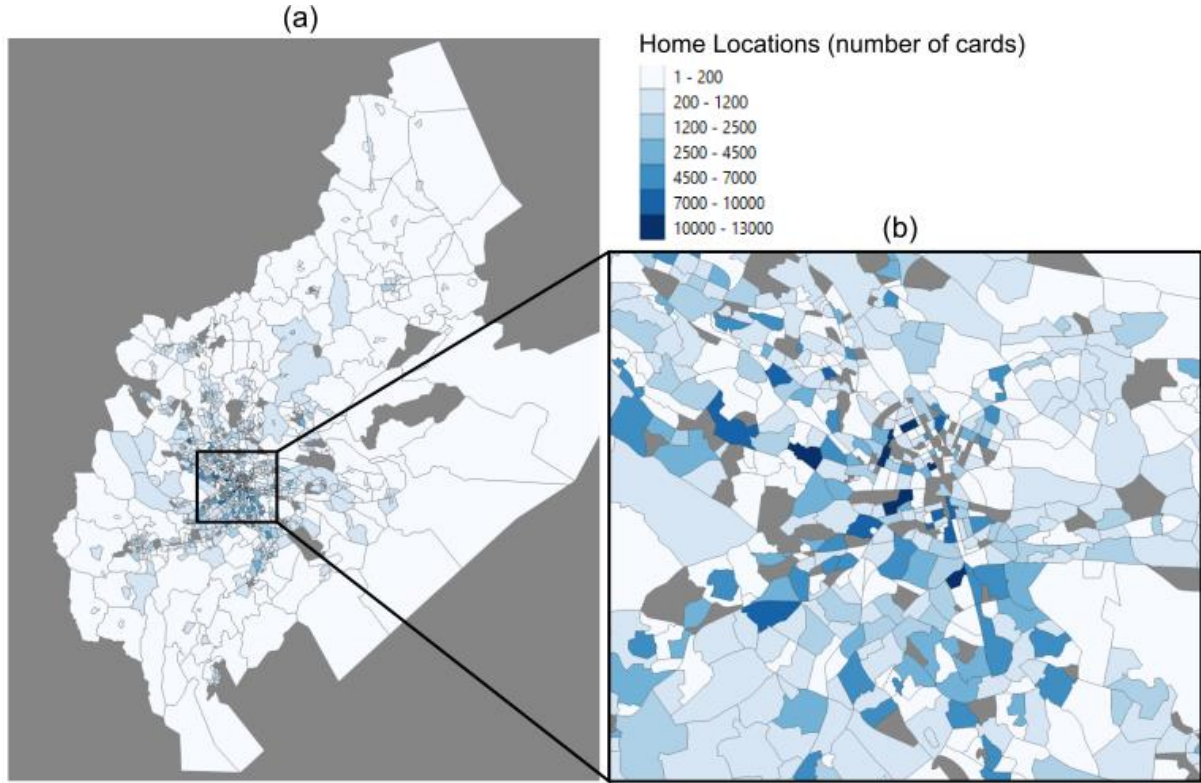 (a)
Home Locations (number of cards)
1 - 200
200 - 1200
1200 - 2500
2500 - 4500
4500 - 7000
7000 - 10000
10000 - 13000
(b)